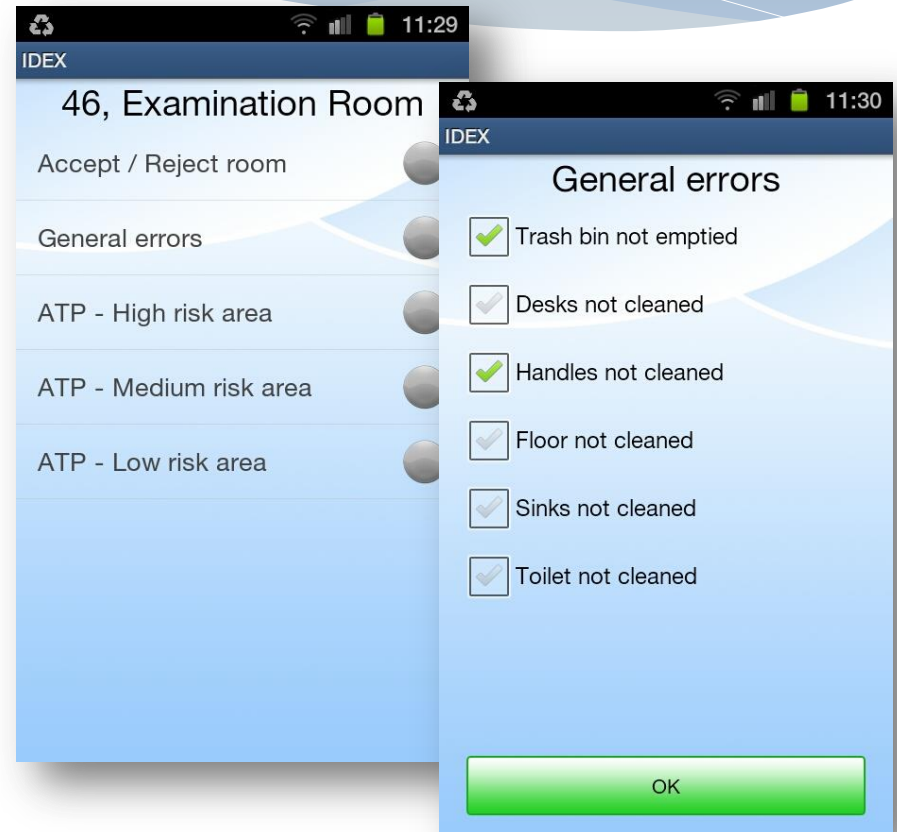 11:29
IDEX
46, Examination Room
Accept / Reject room
General errors
ATP - High risk area
ATP - Medium risk area
ATP - Low risk area
11:30
IDEX
General errors
Trash bin not emptied
Desks not cleaned
Handles not cleaned
Floor not cleaned
Sinks not cleaned
Toilet not cleaned
OK